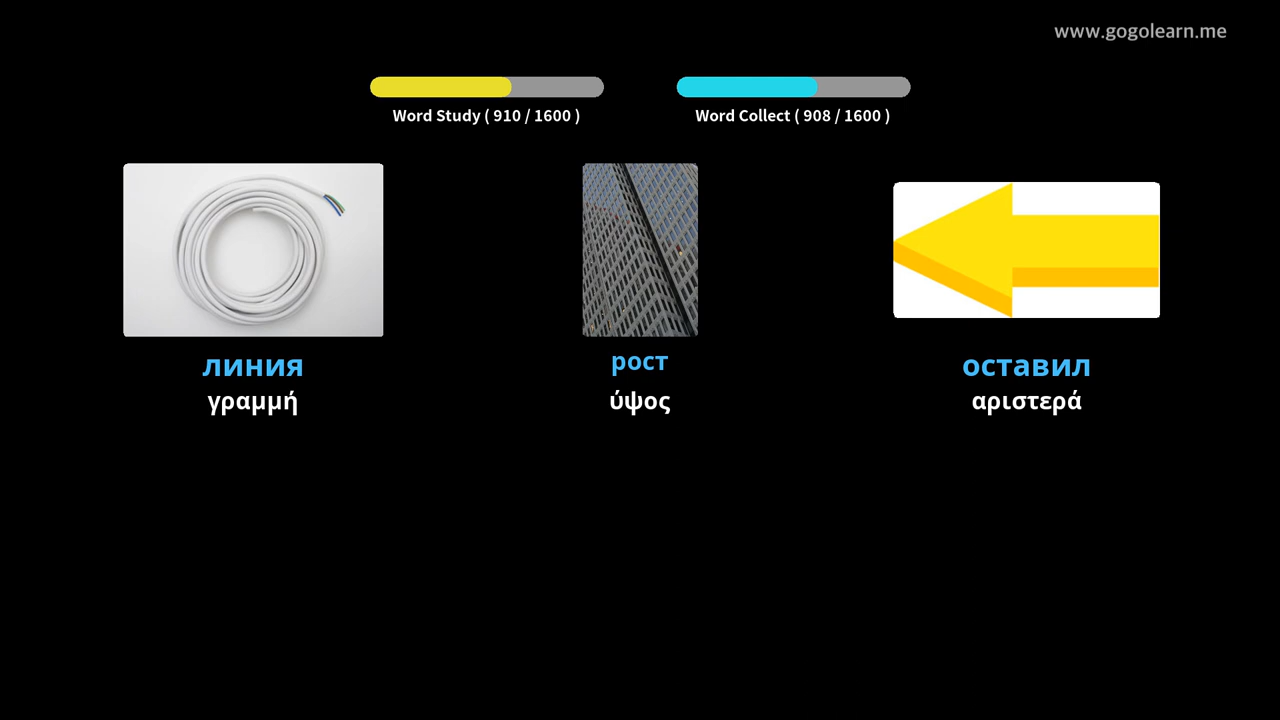 www.gogolearn.me
Word Study ( 910 / 1600 )
Word Collect ( 908 / 1600 )
линия
γραμμή
рост
ύψος
оставил
αριστερά